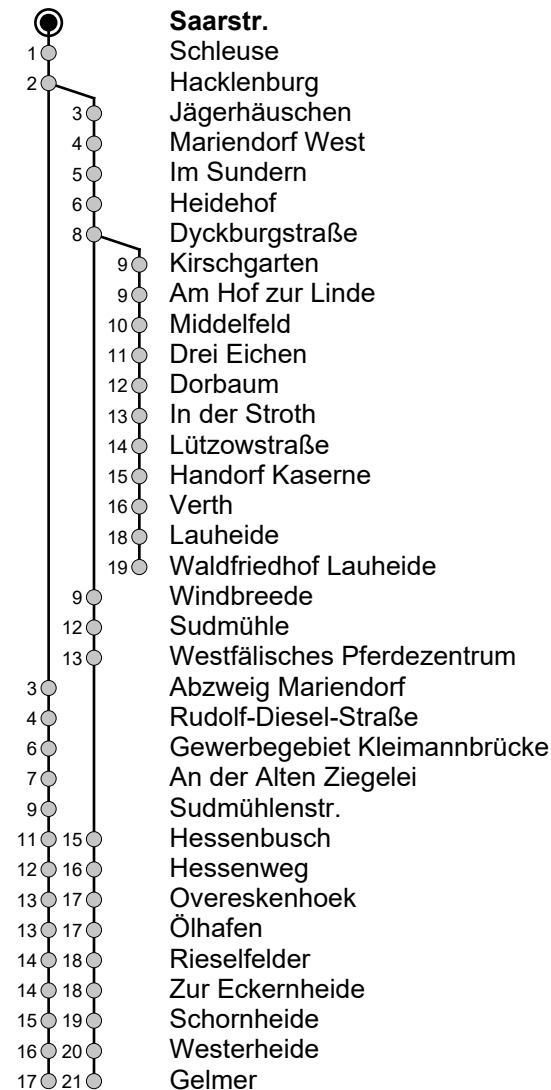 Saarstr.
1 Schleuse
2 Hacklenburg
3 Jägerhäuschen
4 Mariendorf West
5 Im Sundern
6 Heidehof
8 Dyckburgstraße
9 Kirschgarten
9 Am Hof zur Linde
10 Middelfeld
11 Drei Eichen
12 Dorbaum
13 In der Stroth
14 Lützowstraße
15 Handorf Kaserne
16 Verth
18 Lauheide
19 Waldfriedhof Lauheide
9 Windbreede
12 Sudmühle
13 Westfälisches Pferdezentrum
3 Abzweig Mariendorf
4 Rudolf-Diesel-Straße
6 Gewerbegebiet Kleimannbrücke
7 An der Alten Ziegelei
9 Sudmühlenstr.
11 15 Hessenbusch
12 16 Hessenweg
13 17 Overeskenhoek
13 17 Ölhafen
14 18 Rieselfelder
14 18 Zur Eckernheide
15 19 Schornheide
16 20 Westerheide
17 21 Gelmer